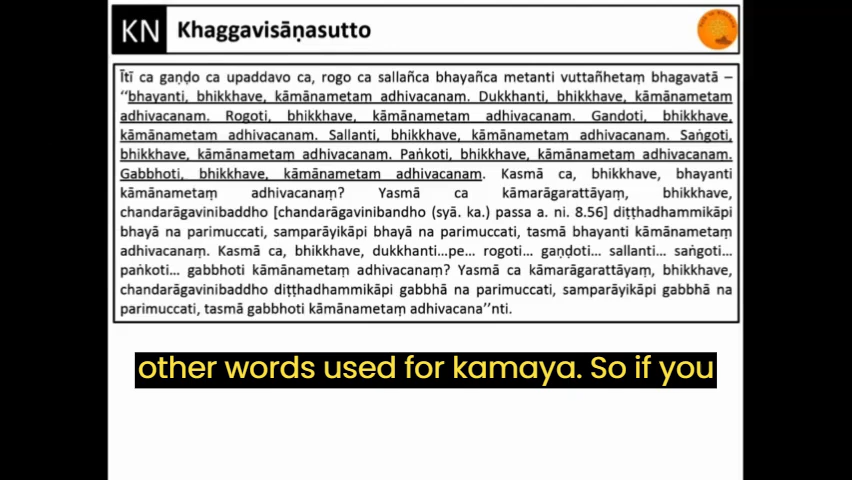 KN
Khaggavisāṇasutto
Ītī ca gaṇḍo ca upaddavo ca, rogo ca sallañca bhayañca metanti vuttañhetaṃ bhagavatā –
‘‘bhayanti, bhikkhave, kāmānametam adhivacanaṃ. Dukkhanti, bhikkhave, kāmānametaṃ
adhivacanaṃ. Rogoti, bhikkhave, kāmānametaṃ adhivacanaṃ. Gandoti, bhikkhave,
kāmānametaṃ adhivacanaṃ. Sallanti, bhikkhave, kāmānametaṃ adhivacanaṃ. Saṅgoti,
bhikkhave, kāmānametaṃ adhivacanaṃ. Paṅkoti, bhikkhave, kāmānametaṃ adhivacanaṃ.
Gabbhoti, bhikkhave, kāmānametaṃ adhivacanaṃ. Kasmā ca, bhikkhave, bhayanti
kāmānametaṃ adhivacanaṃ? Yasmā ca kāmarāgarattāyaṃ, bhikkhave,
chandarāgavinibaddho [chandarāgavinibandho (syā. ka.) passa a. ni. 8.56] diṭṭhadhammikāpi
bhayā na parimuccati, samparāyikāpi bhayā na parimuccati, tasmā bhayanti kāmānametaṃ
adhivacanaṃ. Kasmā ca, bhikkhave, dukkhanti…pe… rogoti… gaṇḍoti… sallanti… saṅgoti…
paṅkoti… gabbhoti kāmānametaṃ adhivacanaṃ? Yasmā ca kāmarāgarattāyaṃ, bhikkhave,
chandarāgavinibaddho diṭṭhadhammikāpi gabbhā na parimuccati, samparāyikāpi gabbhā na
parimuccati, tasmā gabbhoti kāmānametaṃ adhivacana’’nti.
other words used for kamaya. So if you